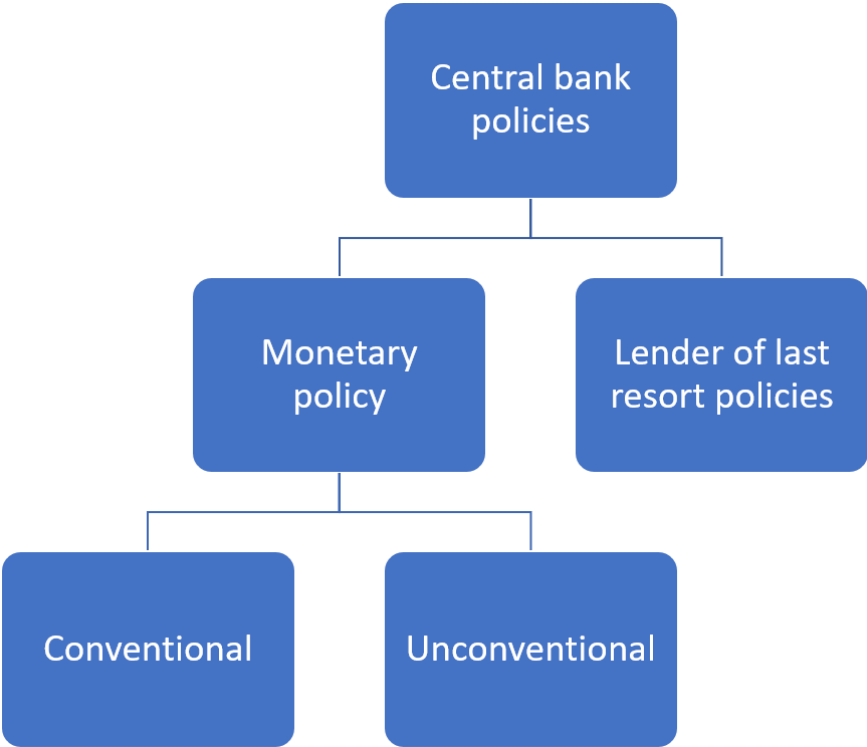 Central bank
policies
Monetary
policy
Lender of last
resort policies
Conventional
Unconventional